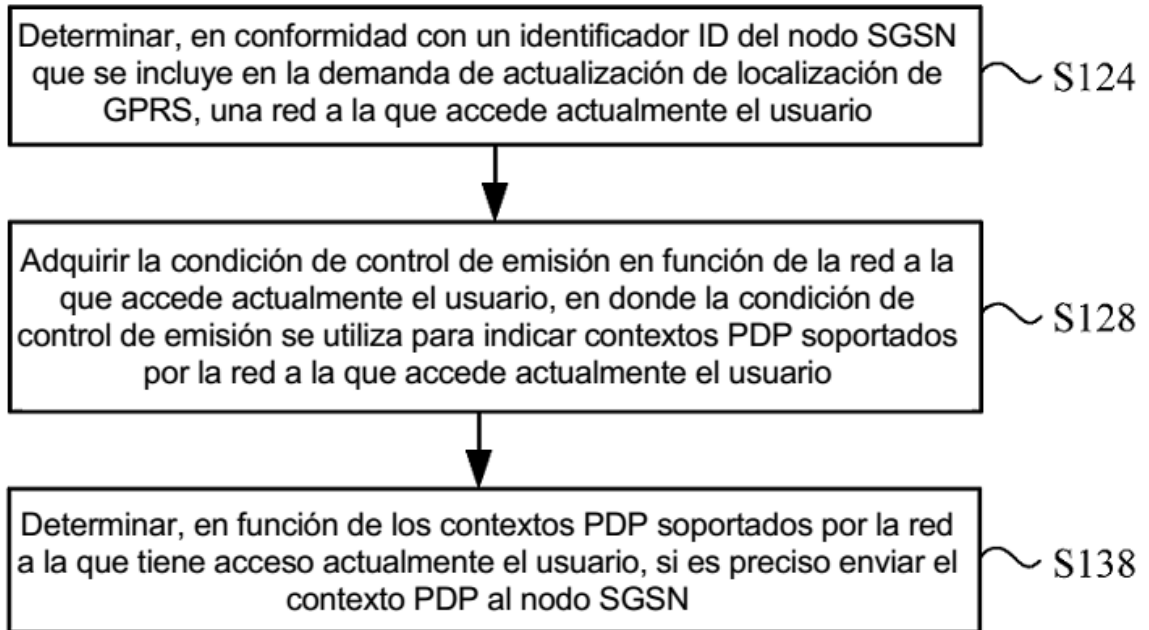 Determinar, en conformidad con un identificador ID del nodo SGSN
que se incluye en la demanda de actualización de localización de
GPRS, una red a la que accede actualmente el usuario
S124
Adquirir la condición de control de emisión en función de la red a la
que accede actualmente el usuario, en donde la condición de
control de emisión se utiliza para indicar contextos PDP soportados
por la red a la que accede actualmente el usuario
S128
Determinar, en función de los contextos PDP soportados por la red
a la que tiene acceso actualmente el usuario, si es preciso enviar el
contexto PDP al nodo SGSN
S138